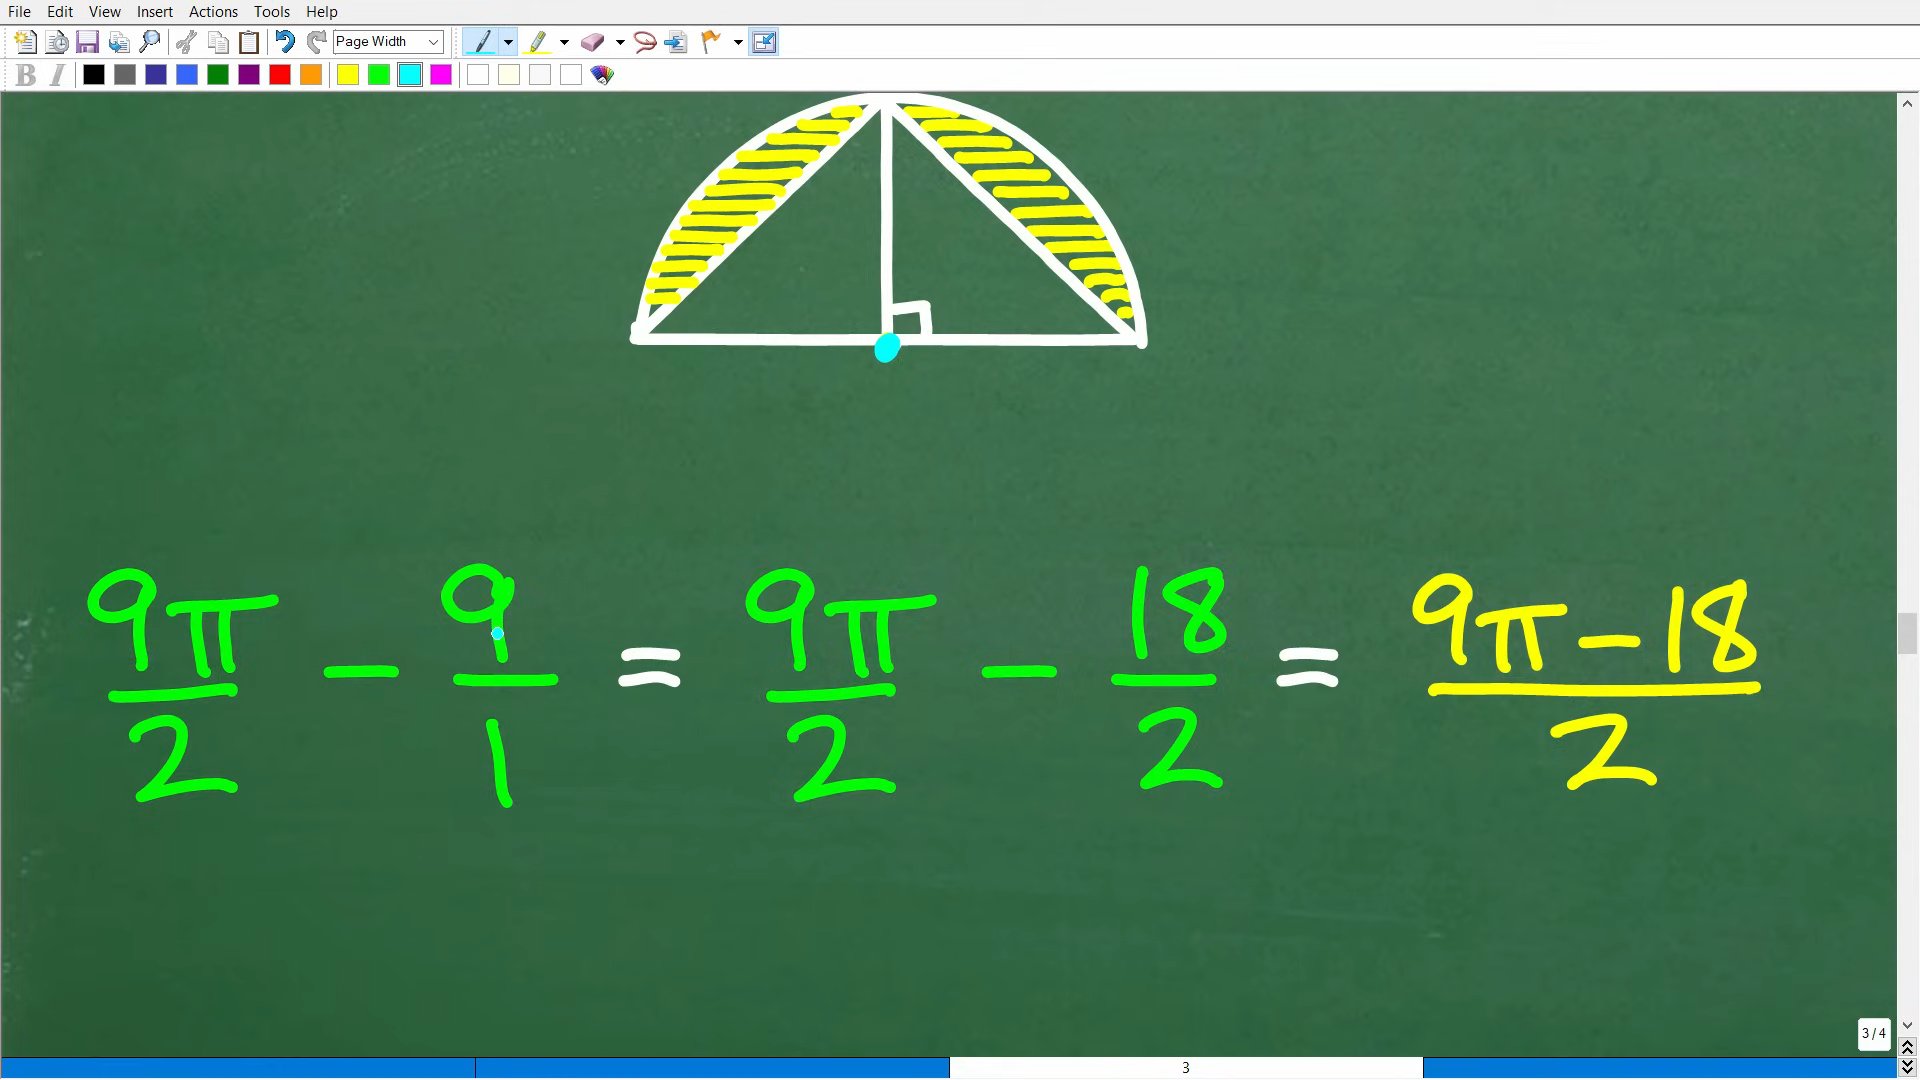 File Edit View Insert Actions Tools Help
Page Width
B I
9π/2 − 9/1 = 9π/2 − 18/2 = 9π−18/2
3 / 4
3